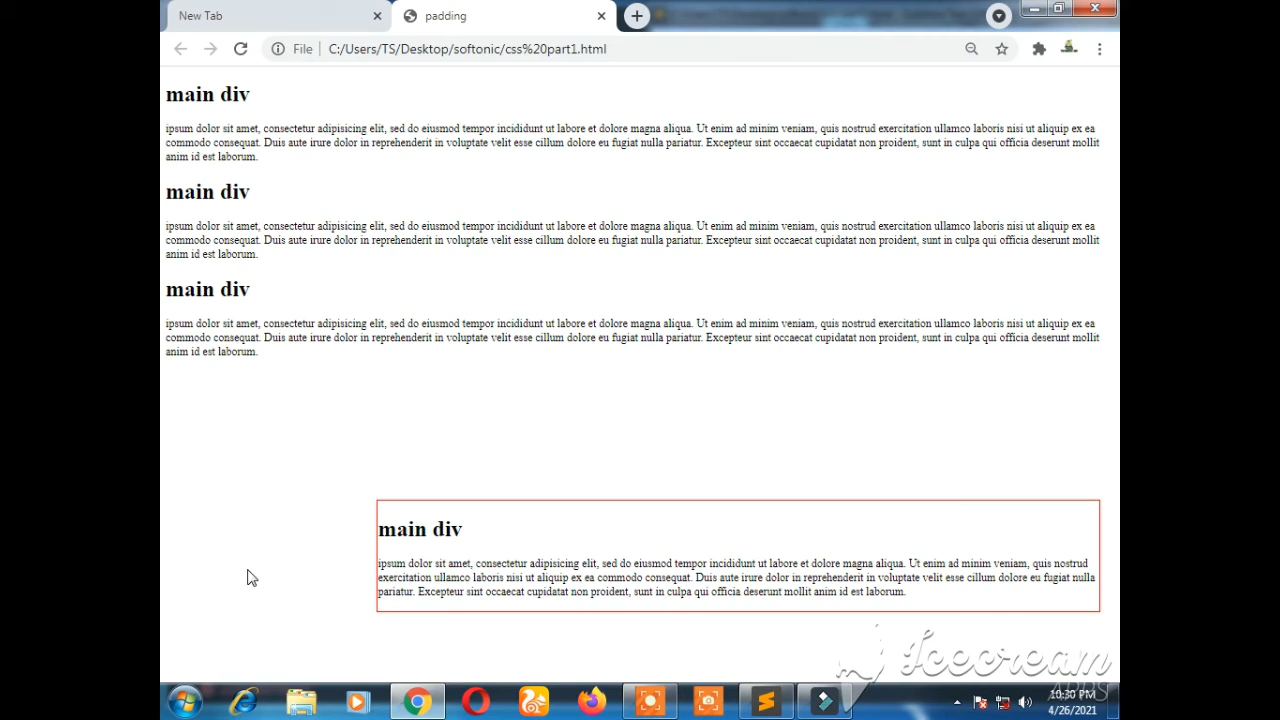 New Tab
padding
File
C:/Users/TS/Desktop/softonic/css%20part1.html
main div
ipsum dolor sit amet, consectetur adipisicing elit, sed do eiusmod tempor incididunt ut labore et dolore magna aliqua. Ut enim ad minim veniam, quis nostrud exercitation ullamco laboris nisi ut aliquip ex ea
commodo consequat. Duis aute irure dolor in reprehenderit in voluptate velit esse cillum dolore eu fugiat nulla pariatur. Excepteur sint occaecat cupidatat non proident, sunt in culpa qui officia deserunt mollit
anim id est laborum.
main div
ipsum dolor sit amet, consectetur adipisicing elit, sed do eiusmod tempor incididunt ut labore et dolore magna aliqua. Ut enim ad minim veniam, quis nostrud exercitation ullamco laboris nisi ut aliquip ex ea
commodo consequat. Duis aute irure dolor in reprehenderit in voluptate velit esse cillum dolore eu fugiat nulla pariatur. Excepteur sint occaecat cupidatat non proident, sunt in culpa qui officia deserunt mollit
anim id est laborum.
main div
ipsum dolor sit amet, consectetur adipisicing elit, sed do eiusmod tempor incididunt ut labore et dolore magna aliqua. Ut enim ad minim veniam, quis nostrud exercitation ullamco laboris nisi ut aliquip ex ea
commodo consequat. Duis aute irure dolor in reprehenderit in voluptate velit esse cillum dolore eu fugiat nulla pariatur. Excepteur sint occaecat cupidatat non proident, sunt in culpa qui officia deserunt mollit
anim id est laborum.
main div
ipsum dolor sit amet, consectetur adipisicing elit, sed do eiusmod tempor incididunt ut labore et dolore magna aliqua. Ut enim ad minim veniam, quis nostrud
exercitation ullamco laboris nisi ut aliquip ex ea commodo consequat. Duis aute irure dolor in reprehenderit in voluptate velit esse cillum dolore eu fugiat nulla
pariatur. Excepteur sint occaecat cupidatat non proident, sunt in culpa qui officia deserunt mollit anim id est laborum.
Icecream
APPS
10:30 PM
4/26/2021